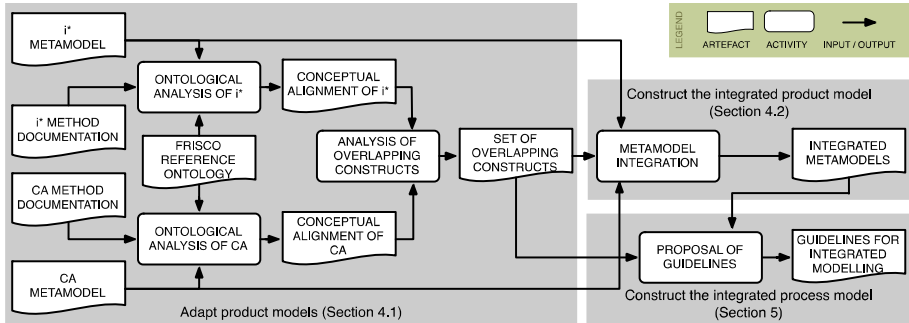 i*
METAMODEL
ONTOLOGICAL
ANALYSIS OF i*
CONCEPTUAL
ALIGNMENT OF i*
i* METHOD
DOCUMENTATION
FRISCO
REFERENCE
ONTOLOGY
ANALYSIS OF
OVERLAPPING
CONSTRUCTS
SET OF
OVERLAPPING
CONSTRUCTS
CA METHOD
DOCUMENTATION
ONTOLOGICAL
ANALYSIS OF CA
CONCEPTUAL
ALIGNMENT OF
CA
CA
METAMODEL
Adapt product models (Section 4.1)
LEGEND
ARTEFACT
ACTIVITY
INPUT / OUTPUT
Construct the integrated product model
(Section 4.2)
METAMODEL
INTEGRATION
INTEGRATED
METAMODELS
PROPOSAL OF
GUIDELINES
GUIDELINES FOR
INTEGRATED
MODELLING
Construct the integrated process model
(Section 5)